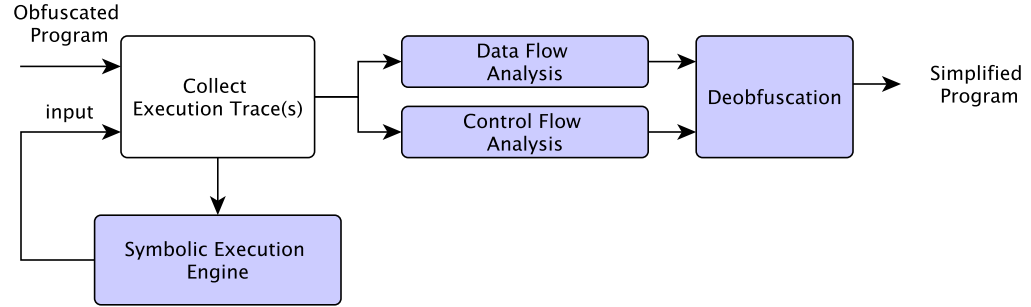 Obfuscated
Program
input
Collect
Execution Trace(s)
Symbolic Execution
Engine
Data Flow
Analysis
Control Flow
Analysis
Deobfuscation
Simplified
Program